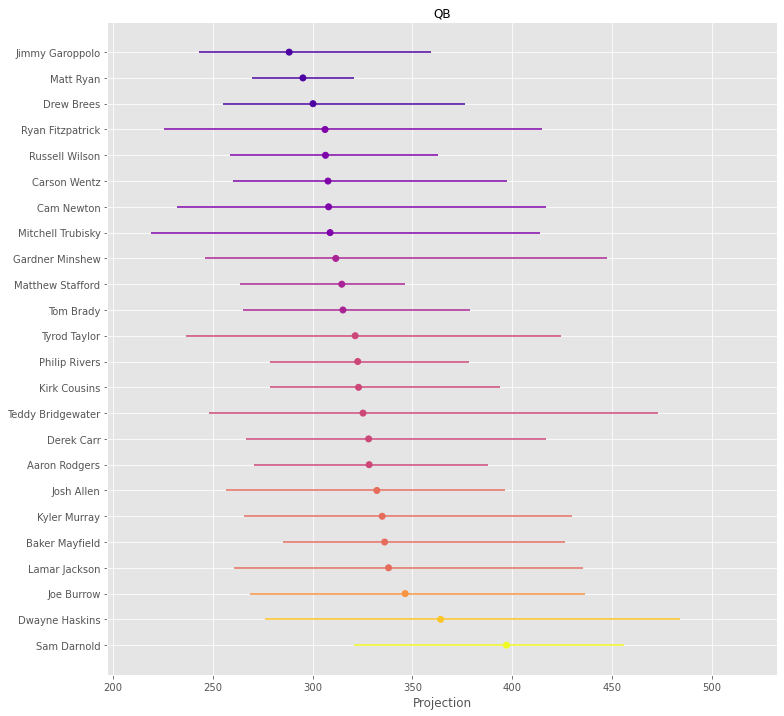 QB
Jimmy Garoppolo
Matt Ryan
Drew Brees
Ryan Fitzpatrick
Russell Wilson
Carson Wentz
Cam Newton
Mitchell Trubisky
Gardner Minshew
Matthew Stafford
Tom Brady
Tyrod Taylor
Philip Rivers
Kirk Cousins
Teddy Bridgewater
Derek Carr
Aaron Rodgers
Josh Allen
Kyler Murray
Baker Mayfield
Lamar Jackson
Joe Burrow
Dwayne Haskins
Sam Darnold
200 250 300 350 400 450 500
Projection